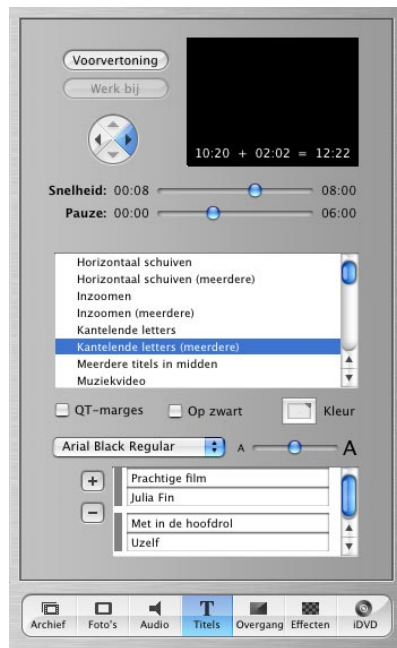 Voorvertoning
Werk bij
10:20 + 02:02 = 12:22
Snelheid: 00:08 08:00
Pauze: 00:00 06:00
Horizontaal schuiven
Horizontaal schuiven (meerdere)
Inzoomen
Inzoomen (meerdere)
Kantelende letters
Kantelende letters (meerdere)
Meerdere titels in midden
Muziekvideo
QT-marges Op zwart Kleur
Arial Black Regular A A
+ Prachtige film
Julia Fin
− Met in de hoofdrol
Uzelf
T
Archief Foto's Audio Titels Overgang Effecten iDVD